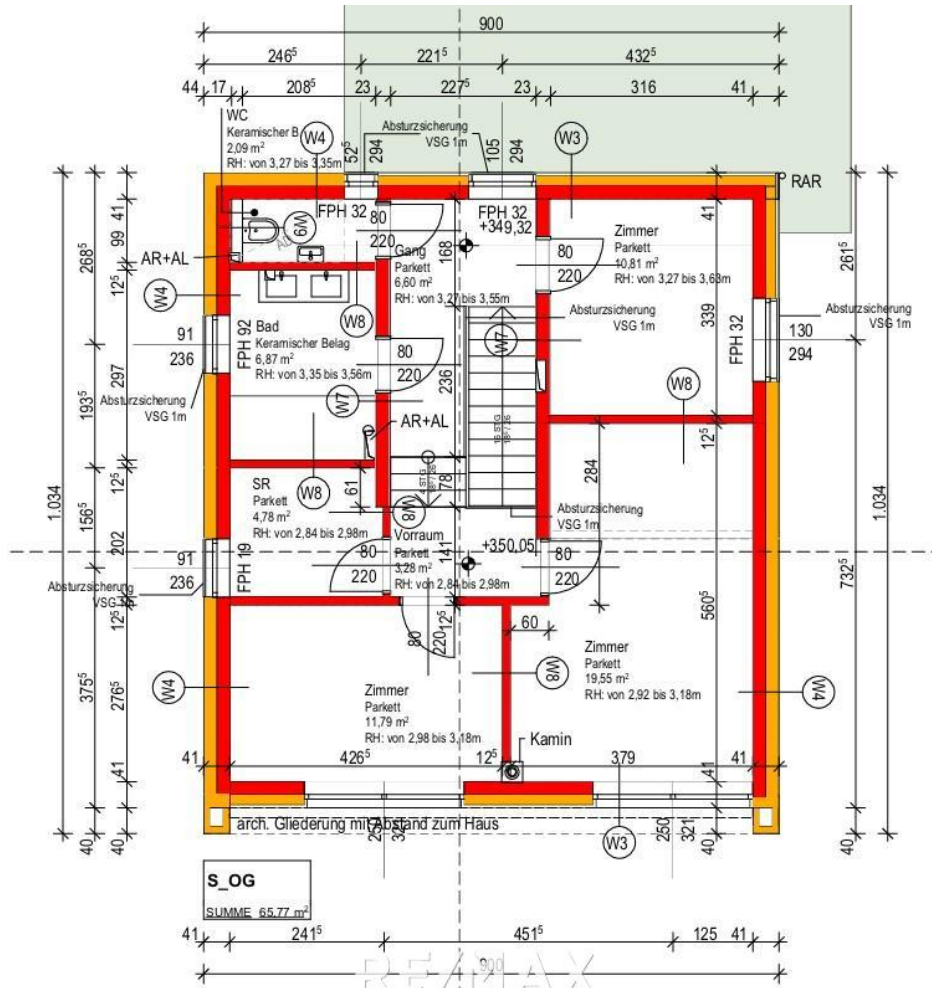 900
246⁵ 221⁵ 432⁵
44 17 208⁵ 23 227⁵ 23 316 41
WC
Keramischer B
2,09 m²
RH: von 3,27 bis 3,35m
W4
52⁵
294
Absturzsicherung
VSG 1m
105
294
W3
RAR
FPH 32
FPH 32
+349,32
80
220
W9
AR+AL
Gang
Parkett
6,60 m²
RH: von 3,27 bis 3,55m
168
80
220
Zimmer
Parkett
10,81 m²
RH: von 3,27 bis 3,63m
41
339
Absturzsicherung
VSG 1m
FPH 32
130
294
Absturzsicherung
VSG 1m
261⁵
41
99
12⁵
268⁵
W4
91
236
FPH 92
Bad
Keramischer Belag
6,87 m²
RH: von 3,35 bis 3,56m
W8
80
220
W7
236
W7
W8
297
193⁵
Absturzsicherung
VSG 1m
AR+AL
16 STG
4 STG
78
12⁵
284
12⁵
61
SR
Parkett
4,78 m²
RH: von 2,84 bis 2,98m
W8
W8
Absturzsicherung
VSG 1m
1.034
156⁵
202
91
236
FPH 19
Absturzsicherung
80
220
Vorraum
Parkett
3,28 m²
RH: von 2,84 bis 2,98m
141
+350,05
80
220
1.034
732⁵
560⁵
12⁵
80
220
12⁵
60
W8
Zimmer
Parkett
19,55 m²
RH: von 2,92 bis 3,18m
W4
W4
375⁵
276⁵
Zimmer
Parkett
11,79 m²
RH: von 2,98 bis 3,18m
Kamin
41 426⁵ 12⁵ 379 41
41
41
arch. Gliederung mit Abstand zum Haus
250
321
W3
250
321
40
40
40
40
S_OG
SUMME 65,77 m²
41 241⁵ 451⁵ 125 41
900
RE/MAX